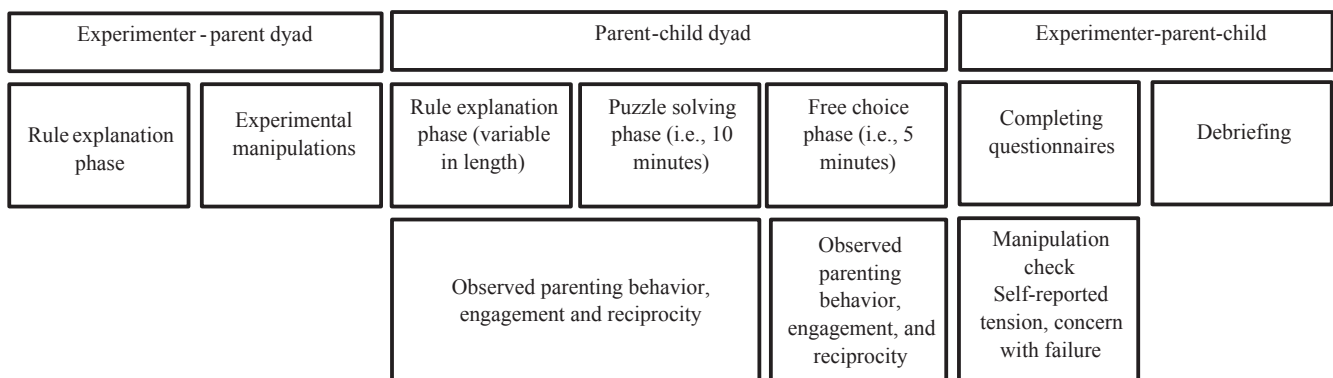 Experimenter - parent dyad
Parent-child dyad
Experimenter-parent-child
Rule explanation
phase
Experimental
manipulations
Rule explanation
phase (variable
in length)
Puzzle solving
phase (i.e., 10
minutes)
Free choice
phase (i.e., 5
minutes)
Completing
questionnaires
Debriefing
Observed parenting behavior,
engagement and reciprocity
Observed
parenting
behavior,
engagement, and
reciprocity
Manipulation
check
Self-reported
tension, concern
with failure